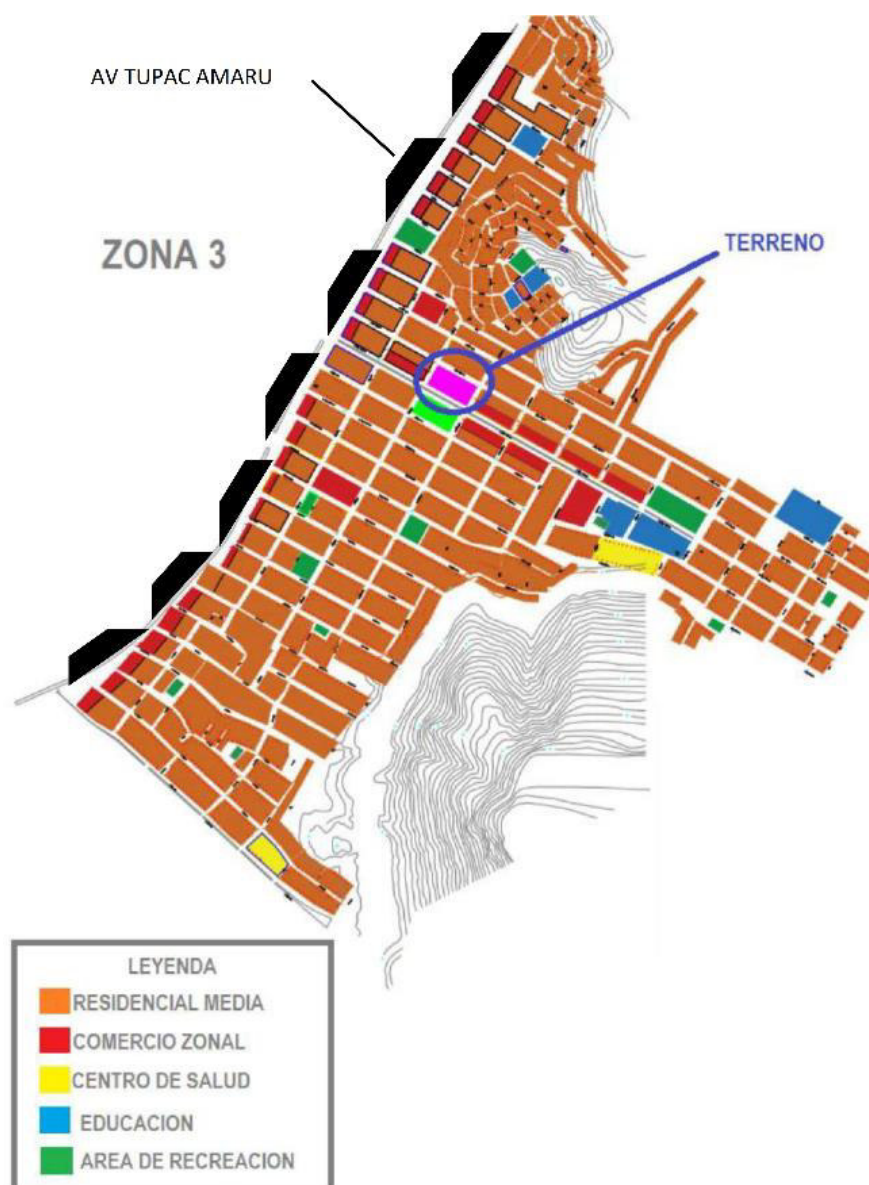 AV TUPAC AMARU
ZONA 3
TERRENO
LEYENDA
RESIDENCIAL MEDIA
COMERCIO ZONAL
CENTRO DE SALUD
EDUCACION
AREA DE RECREACION